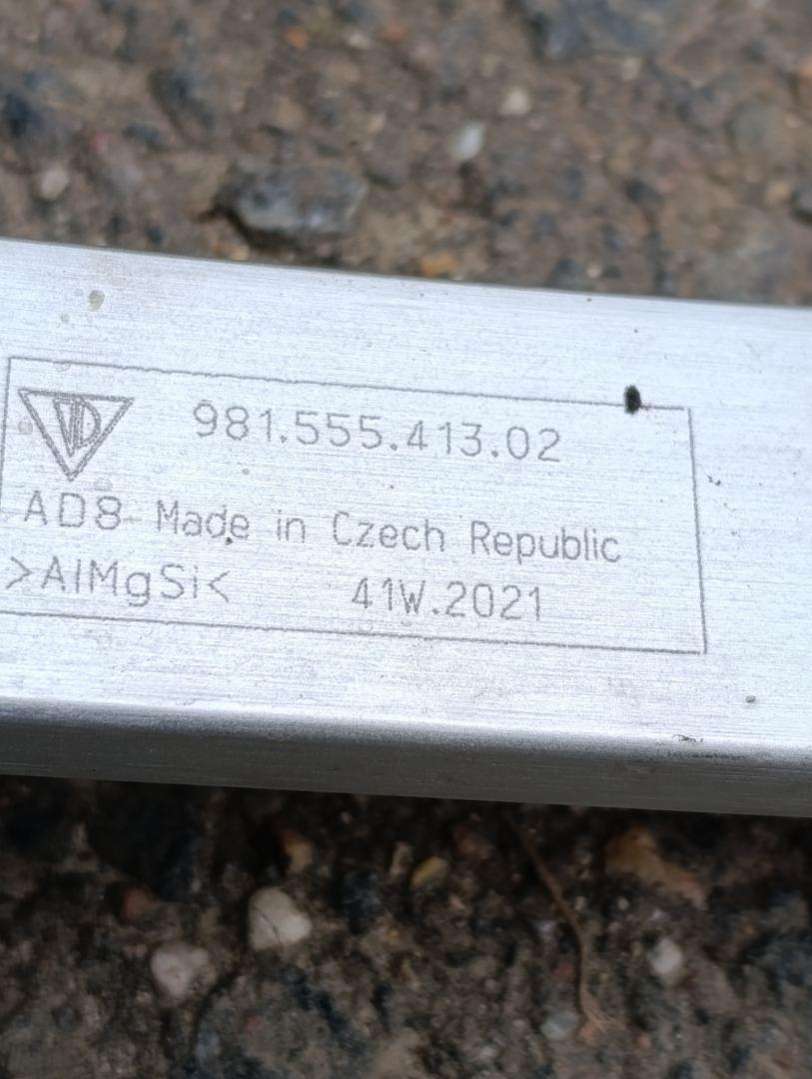 981.555.413.02
AD8 Made in Czech Republic
>AlMgSi< 41W.2021